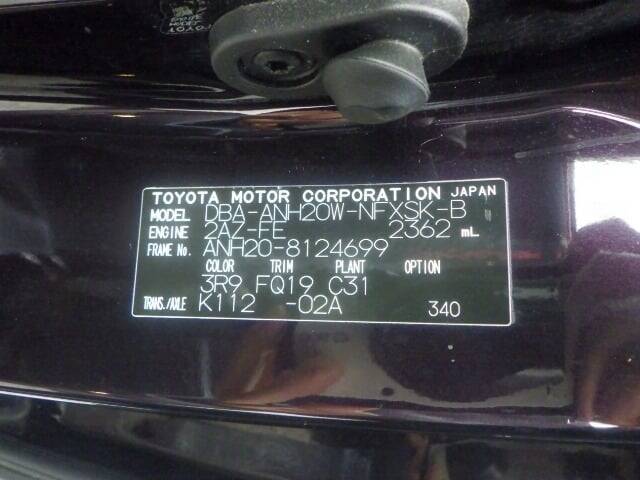 TOYOTA MOTOR CORPORATION JAPAN
MODEL DBA-ANH20W-NFXSK-B
ENGINE 2AZ-FE 2362 mL
FRAME No. ANH20-8124699
COLOR TRIM PLANT OPTION
3R9 FQ19 C31
TRANS./AXLE K112 -02A 340